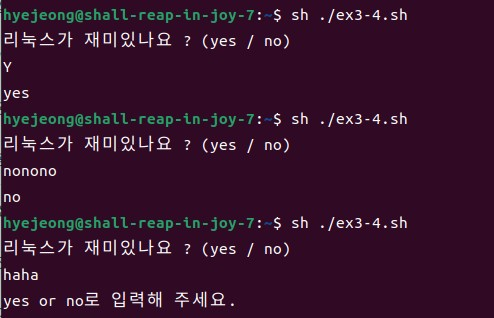 hyejeong@shall-reap-in-joy-7:~$ sh ./ex3-4.sh
리눅스가 재미있나요 ? (yes / no)
Y
yes
hyejeong@shall-reap-in-joy-7:~$ sh ./ex3-4.sh
리눅스가 재미있나요 ? (yes / no)
nonono
no
hyejeong@shall-reap-in-joy-7:~$ sh ./ex3-4.sh
리눅스가 재미있나요 ? (yes / no)
haha
yes or no로 입력해 주세요.